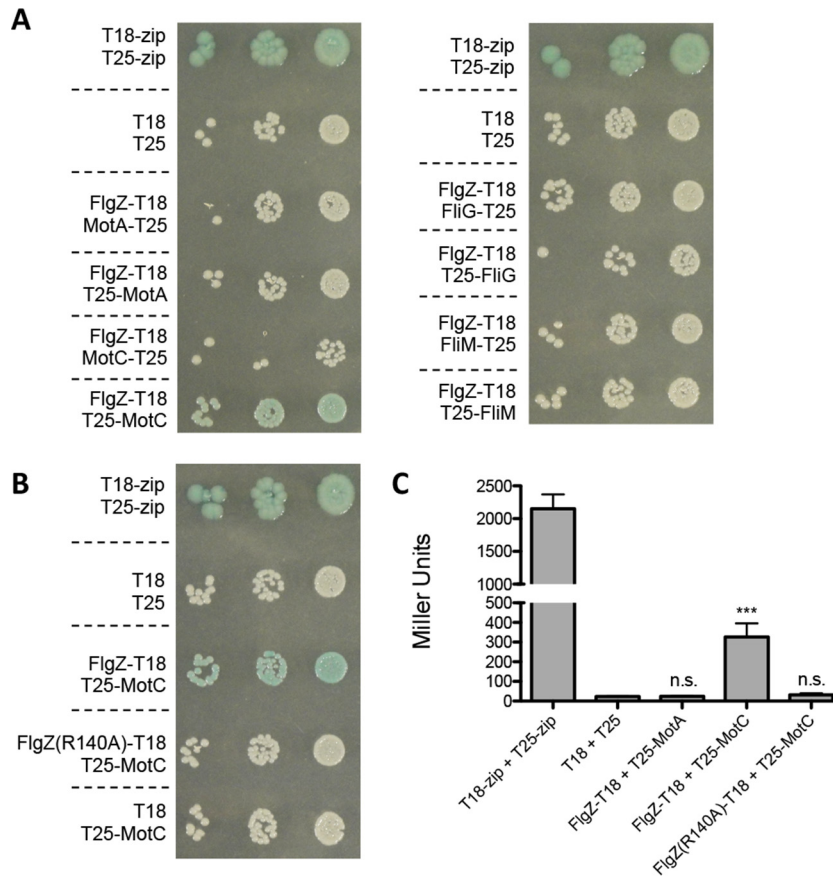 A
T18-zip
T25-zip
T18
T25
FlgZ-T18
MotA-T25
FlgZ-T18
T25-MotA
FlgZ-T18
MotC-T25
FlgZ-T18
T25-MotC
T18-zip
T25-zip
T18
T25
FlgZ-T18
FliG-T25
FlgZ-T18
T25-FliG
FlgZ-T18
FliM-T25
FlgZ-T18
T25-FliM
B
T18-zip
T25-zip
T18
T25
FlgZ-T18
T25-MotC
FlgZ(R140A)-T18
T25-MotC
T18
T25-MotC
C
Miller Units
2500
2000
1500
1000
500
400
300
200
100
0
n.s.
***
n.s.
T18-zip + T25-zip
T18 + T25
FlgZ-T18 + T25-MotA
FlgZ-T18 + T25-MotC
FlgZ(R140A)-T18 + T25-MotC